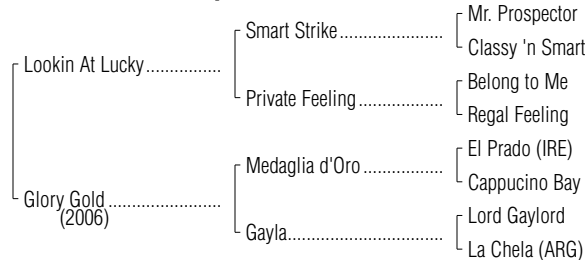 Mr. Prospector
Smart Strike....................
Classy 'n Smart
Lookin At Lucky...............
Belong to Me
Private Feeling................
Regal Feeling
El Prado (IRE)
Medaglia d'Oro................
Cappucino Bay
Glory Gold.......................
(2006)
Lord Gaylord
Gayla..............................
La Chela (ARG)